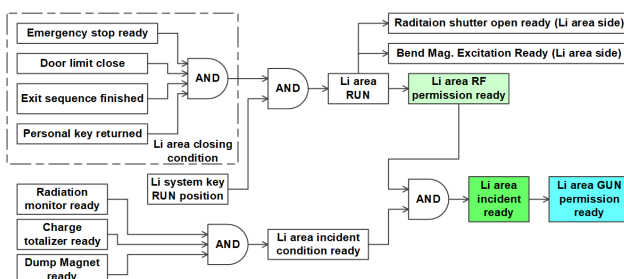 Emergency stop ready
Door limit close
Exit sequence finished
Personal key returned
AND
Li area closing
condition
Li system key
RUN position
AND
Li area
RUN
Raditaion shutter open ready (Li area side)
Bend Mag. Excitation Ready (Li area side)
Li area RF
permission ready
Radiation
monitor ready
Charge
totalizer ready
Dump Magnet
ready
AND
Li area incident
condition ready
AND
Li area
incident
ready
Li area GUN
permission
ready